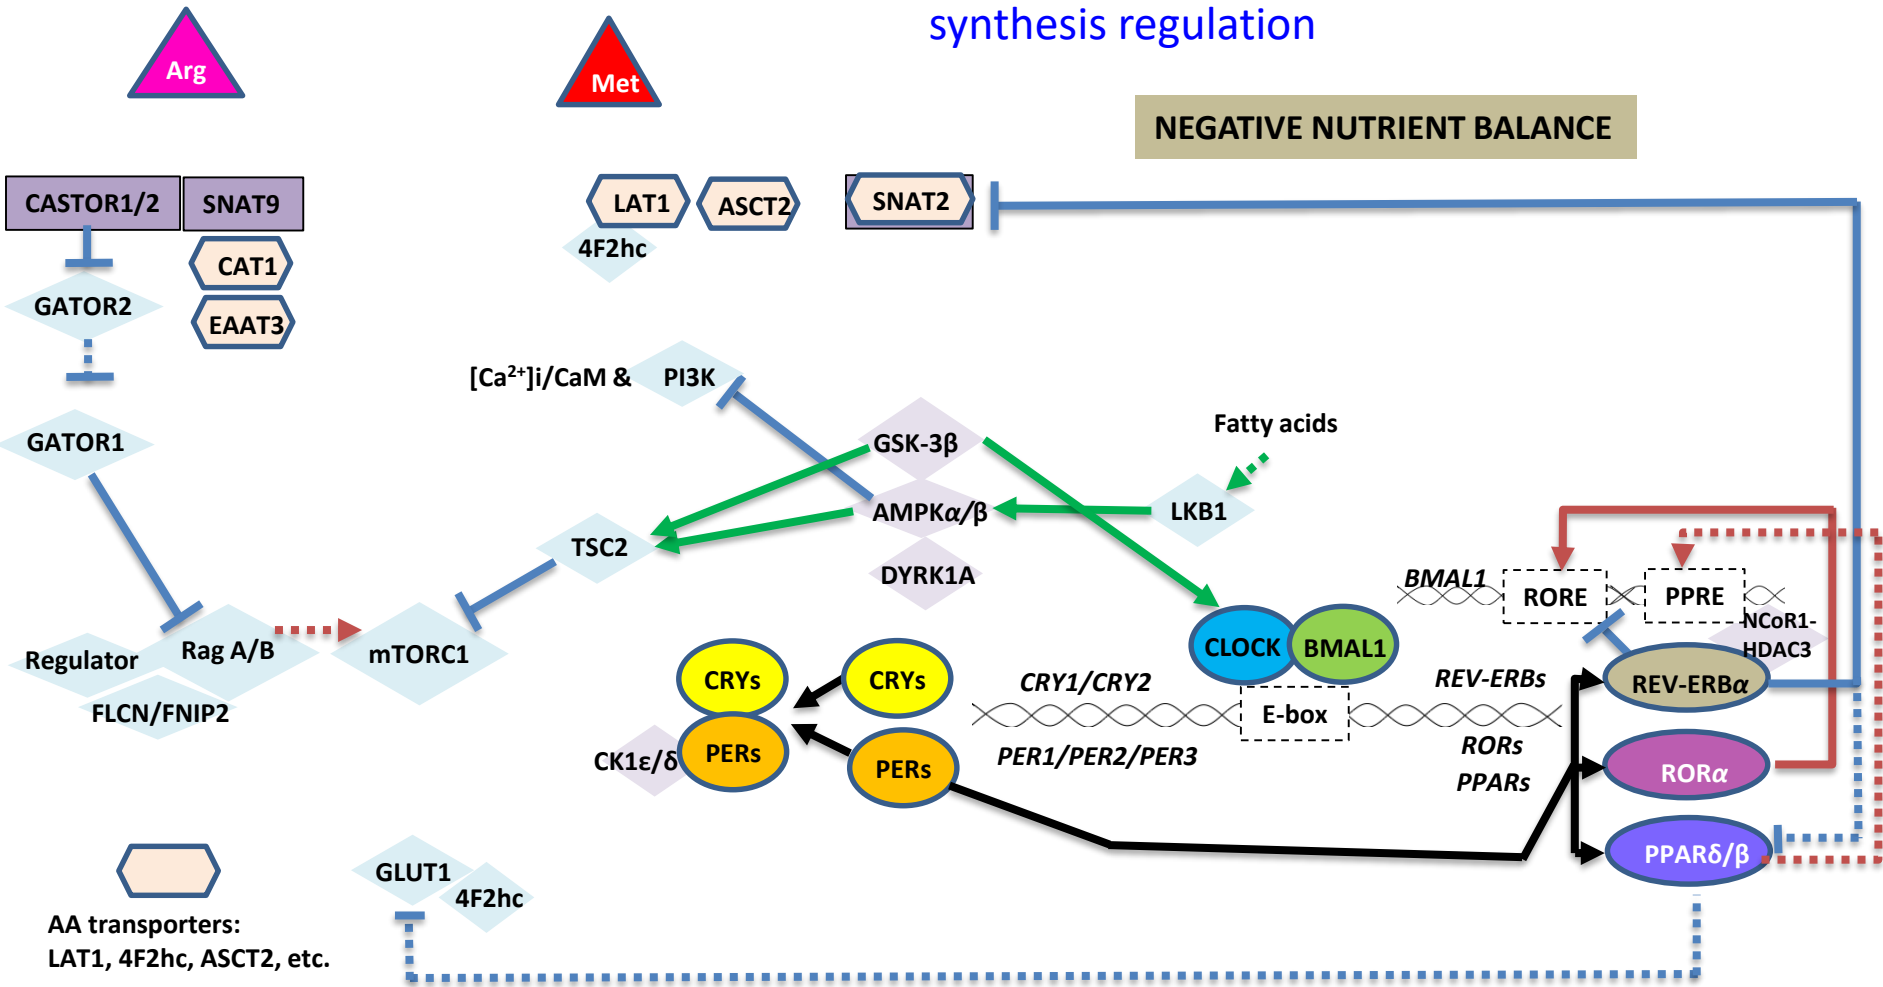 synthesis regulation
Arg
Met
NEGATIVE NUTRIENT BALANCE
CASTOR1/2
SNAT9
LAT1
ASCT2
SNAT2
4F2hc
CAT1
GATOR2
EAAT3
[Ca²⁺]i/CaM &
PI3K
GATOR1
GSK-3β
Fatty acids
AMPKα/β
LKB1
TSC2
DYRK1A
BMAL1
RORE
PPRE
NCoR1-
HDAC3
Regulator
Rag A/B
mTORC1
CLOCK
BMAL1
FLCN/FNIP2
CRYs
CRYs
CRY1/CRY2
REV-ERBs
REV-ERBα
E-box
CK1ε/δ
PERs
PERs
PER1/PER2/PER3
RORs
PPARs
RORα
PPARδ/β
GLUT1
4F2hc
AA transporters:
LAT1, 4F2hc, ASCT2, etc.